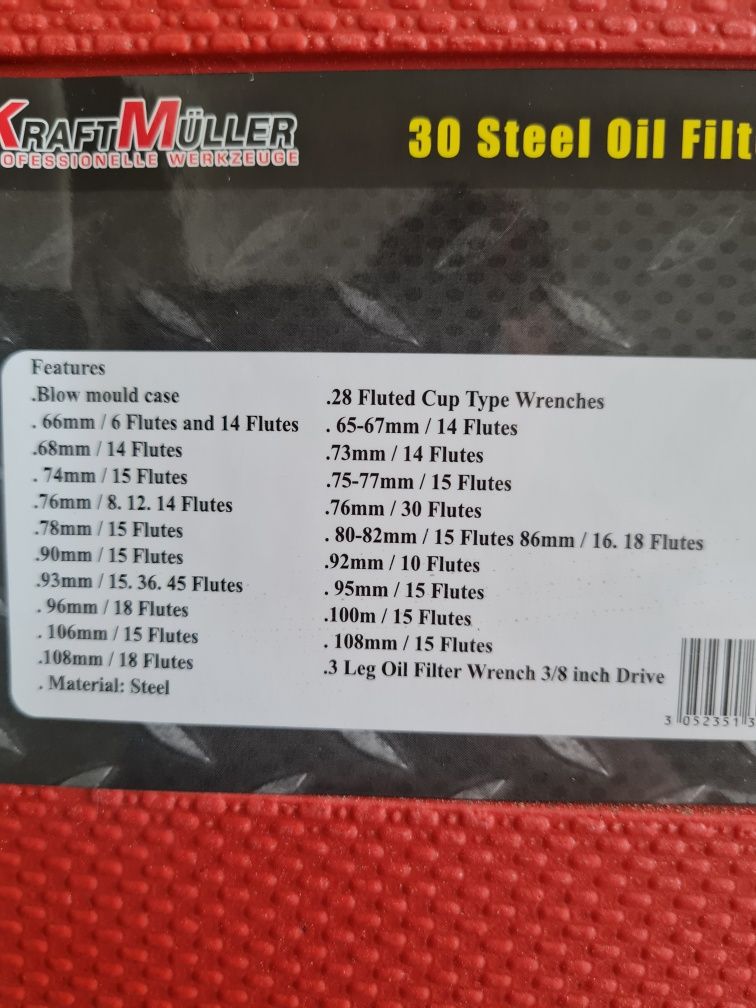 KRAFTMÜLLER
OFESSIONELLE WERKZEUGE
30 Steel Oil Filt
Features
.Blow mould case
. 66mm / 6 Flutes and 14 Flutes
.68mm / 14 Flutes
. 74mm / 15 Flutes
.76mm / 8. 12. 14 Flutes
.78mm / 15 Flutes
.90mm / 15 Flutes
.93mm / 15. 36. 45 Flutes
. 96mm / 18 Flutes
. 106mm / 15 Flutes
.108mm / 18 Flutes
. Material: Steel
.28 Fluted Cup Type Wrenches
. 65-67mm / 14 Flutes
.73mm / 14 Flutes
.75-77mm / 15 Flutes
.76mm / 30 Flutes
. 80-82mm / 15 Flutes 86mm / 16. 18 Flutes
.92mm / 10 Flutes
. 95mm / 15 Flutes
.100m / 15 Flutes
. 108mm / 15 Flutes
.3 Leg Oil Filter Wrench 3/8 inch Drive
3 052351 3